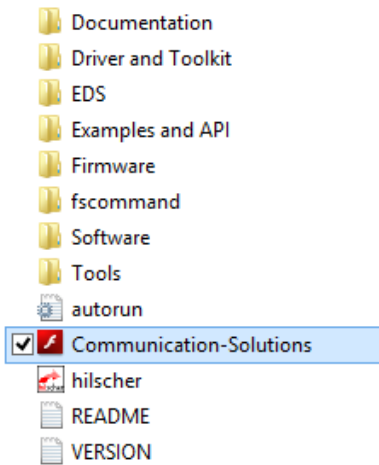 Documentation
Driver and Toolkit
EDS
Examples and API
Firmware
fscommand
Software
Tools
autorun
Communication-Solutions
hilscher
README
VERSION